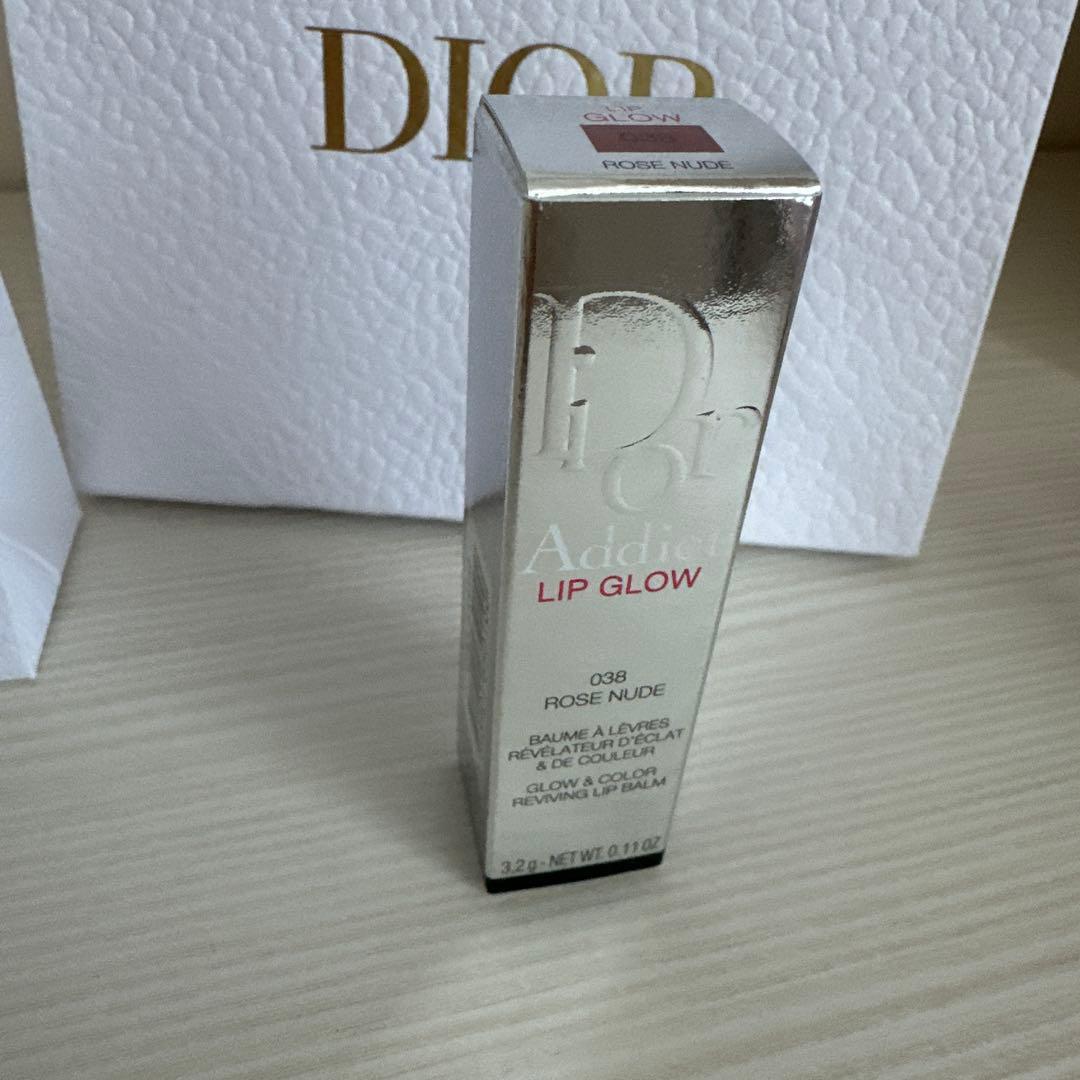 DIOR
LIP
GLOW
038
ROSE NUDE
Dior
Addict
LIP GLOW
038
ROSE NUDE
BAUME À LÈVRES
RÉVÉLATEUR D'ÉCLAT
& DE COULEUR
GLOW & COLOR
REVIVING LIP BALM
3.2 g - NET WT. 0.11 OZ